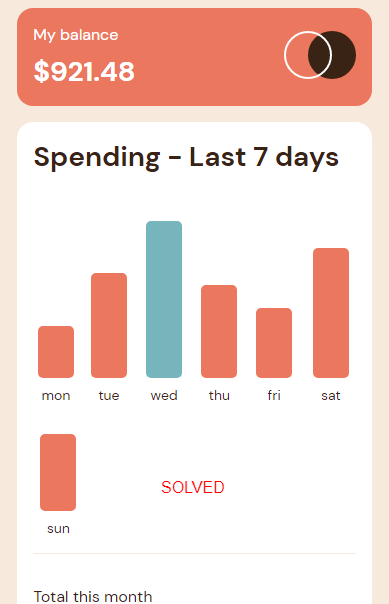 My balance
$921.48
Spending - Last 7 days
mon tue wed thu fri sat
SOLVED
sun
Total this month